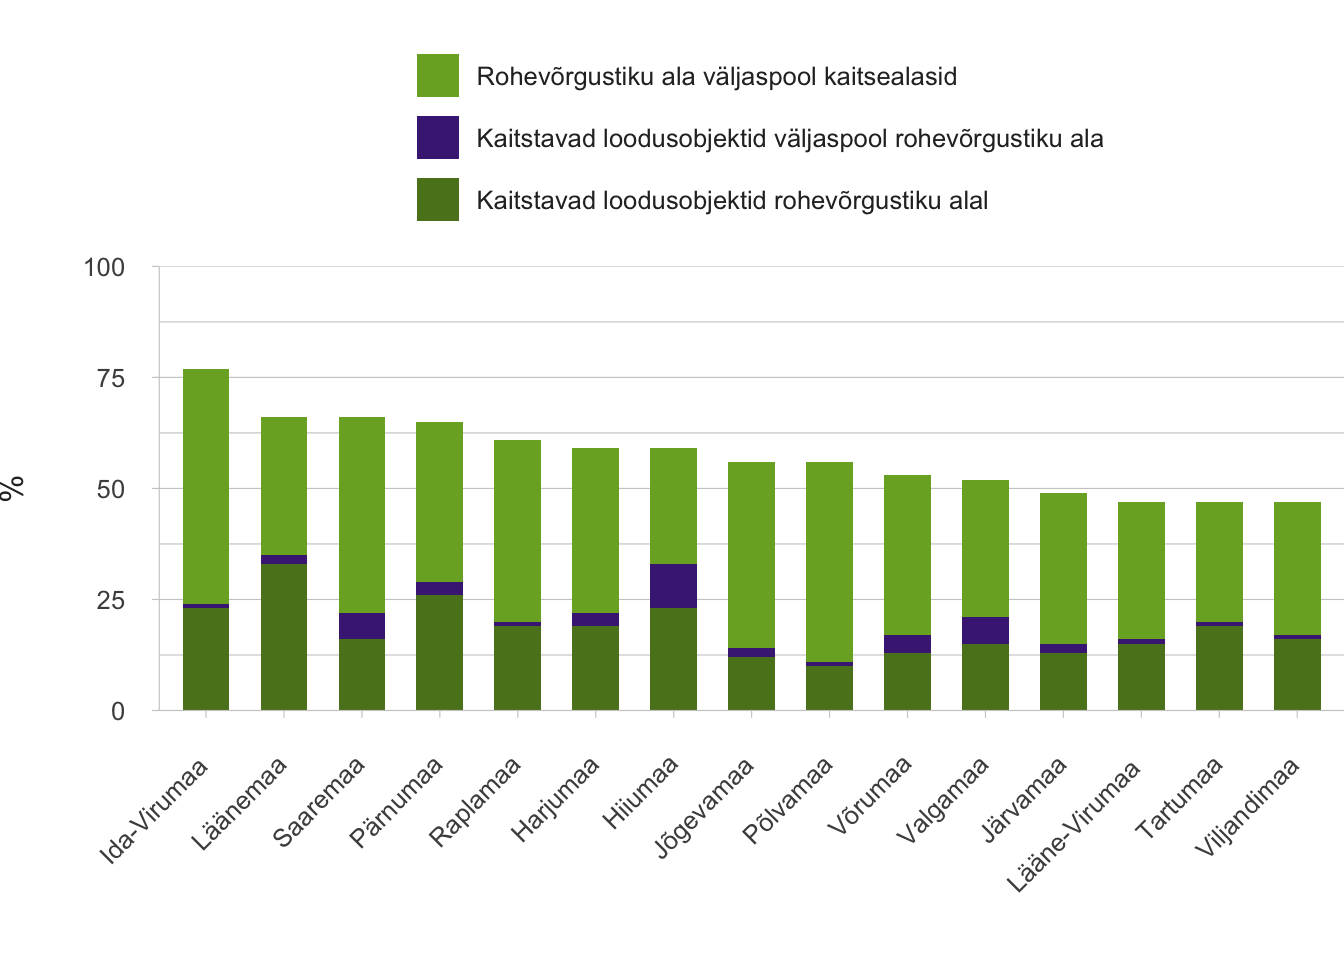 Rohevõrgustiku ala väljaspool kaitsealasid
Kaitstavad loodusobjektid väljaspool rohevõrgustiku ala
Kaitstavad loodusobjektid rohevõrgustiku alal
100
75
50
25
0
%
Ida-Virumaa
Läänemaa
Saaremaa
Pärnumaa
Raplamaa
Harjumaa
Hiiumaa
Jõgevamaa
Põlvamaa
Võrumaa
Valgamaa
Järvamaa
Lääne-Virumaa
Tartumaa
Viljandimaa